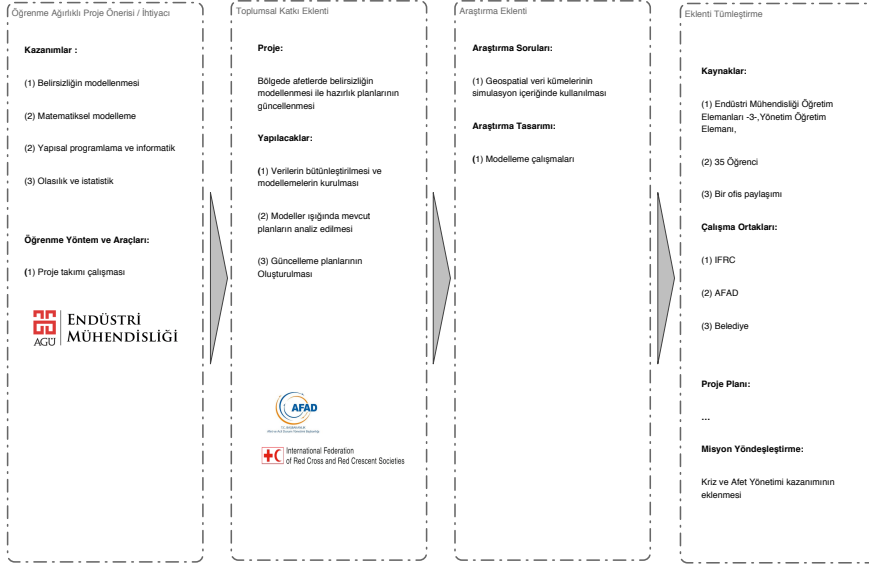 Öğrenme Ağırlıklı Proje Önerisi / İhtiyacı
Kazanımlar :
(1) Belirsizliğin modellenmesi
(2) Matematiksel modelleme
(2) Yapısal programlama ve informatik
(3) Olasılık ve istatistik
Öğrenme Yöntem ve Araçları:
(1) Proje takımı çalışması
AGÜ
ENDÜSTRİ
MÜHENDİSLİĞİ
Toplumsal Katkı Eklenti
Proje:
Bölgede afetlerde belirsizliğin
modellenmesi ile hazırlık planlarının
güncellenmesi
Yapılacaklar:
(1) Verilerin bütünleştirilmesi ve
modellemelerin kurulması
(2) Modeller ışığında mevcut
planların analiz edilmesi
(3) Güncelleme planlarının
Oluşturulması
AFAD
International Federation
of Red Cross and Red Crescent Societies
Araştırma Eklenti
Araştırma Soruları:
(1) Geospatial veri kümelerinin
simulasyon içeriğinde kullanılması
Araştırma Tasarımı:
(1) Modelleme çalışmaları
Eklenti Tümleştirme
Kaynaklar:
(1) Endüstri Mühendisliği Öğretim
Elemanları -3-,Yönetim Öğretim
Elemanı,
(2) 35 Öğrenci
(3) Bir ofis paylaşımı
Çalışma Ortakları:
(1) IFRC
(2) AFAD
(3) Belediye
Proje Planı:
...
Misyon Yöndeşleştirme:
Kriz ve Afet Yönetimi kazanımının
eklenmesi